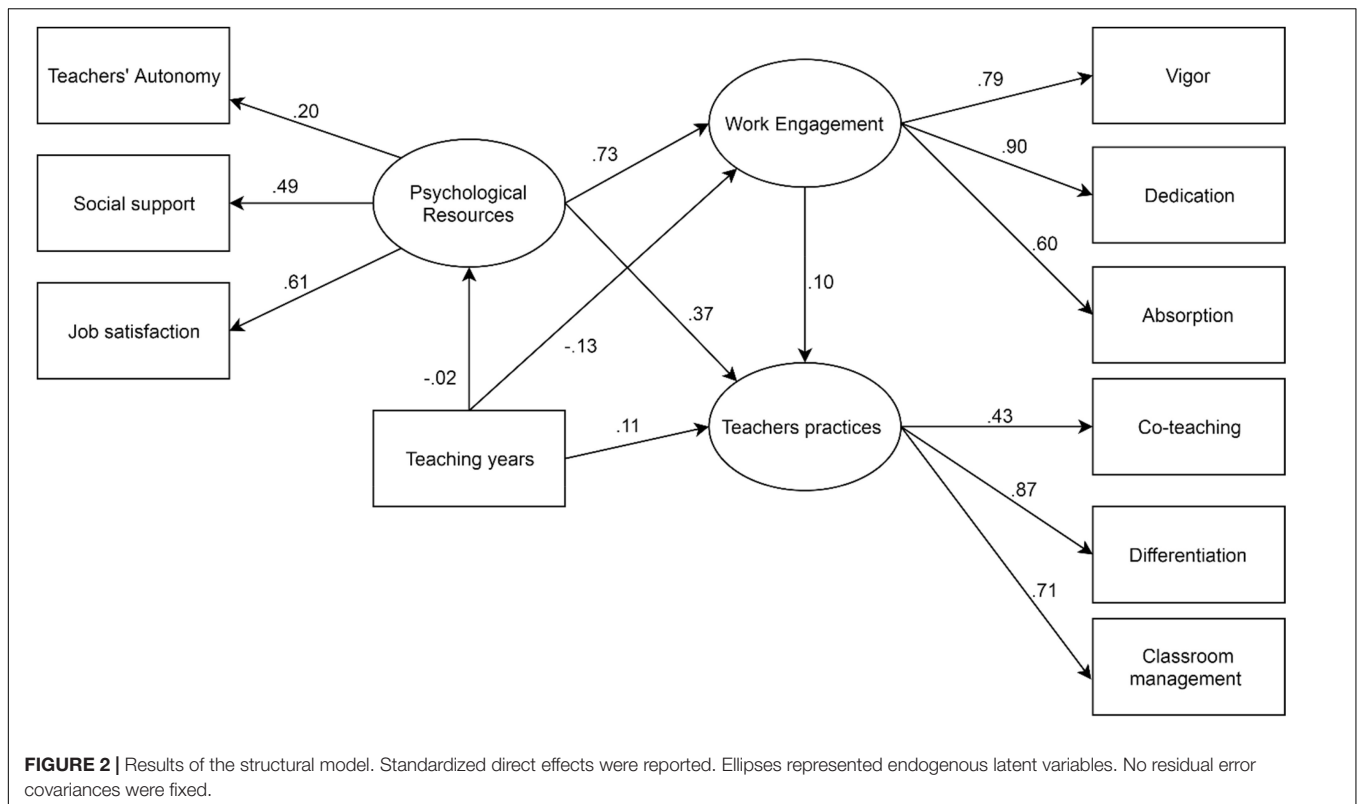 Teachers' Autonomy
Social support
Job satisfaction
.20
.49
.61
Psychological
Resources
-.02
Teaching years
.73
-.13
.37
.11
Work Engagement
.10
Teachers practices
.79
.90
.60
.43
.87
.71
Vigor
Dedication
Absorption
Co-teaching
Differentiation
Classroom
management
FIGURE 2 | Results of the structural model. Standardized direct effects were reported. Ellipses represented endogenous latent variables. No residual error
covariances were fixed.